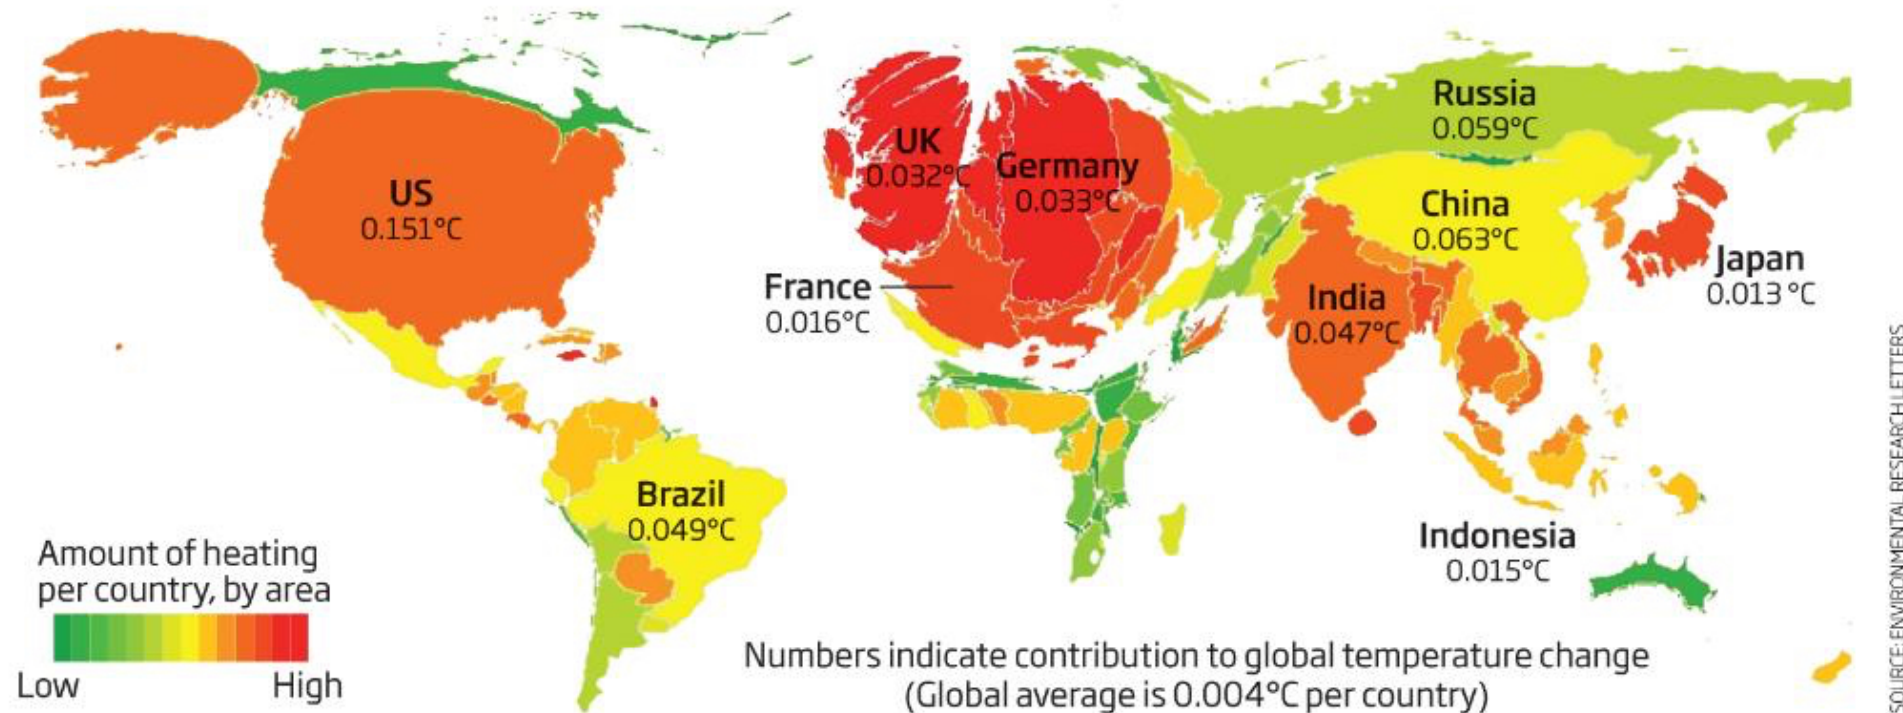 Russia
0.059°C
UK
0.032°C
Germany
0.033°C
US
0.151°C
China
0.063°C
Japan
0.013 °C
France
0.016°C
India
0.047°C
Brazil
0.049°C
Indonesia
0.015°C
Amount of heating
per country, by area
Low High
Numbers indicate contribution to global temperature change
(Global average is 0.004°C per country)
SOURCE: ENVIRONMENTAL RESEARCH LETTERS